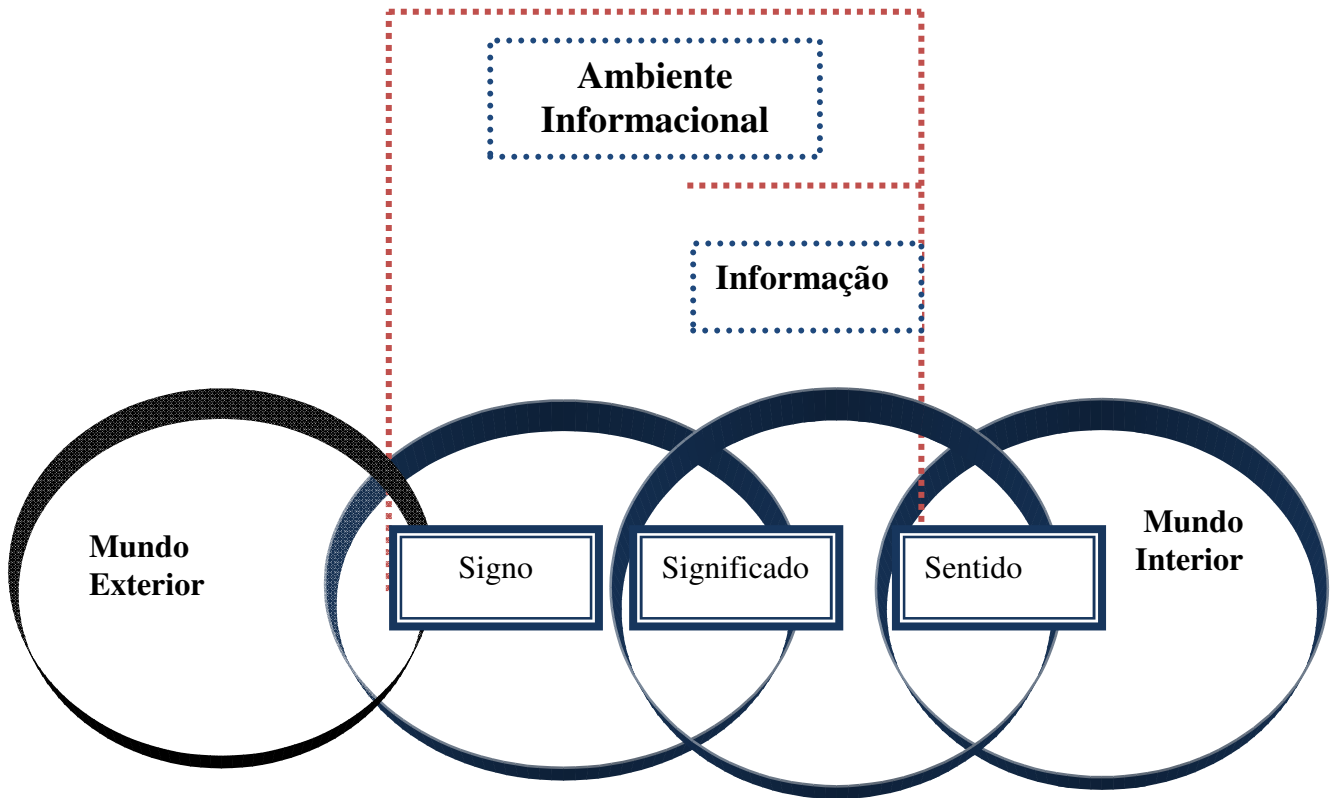 Ambiente
Informacional
Informação
Mundo
Exterior
Signo
Significado
Sentido
Mundo
Interior